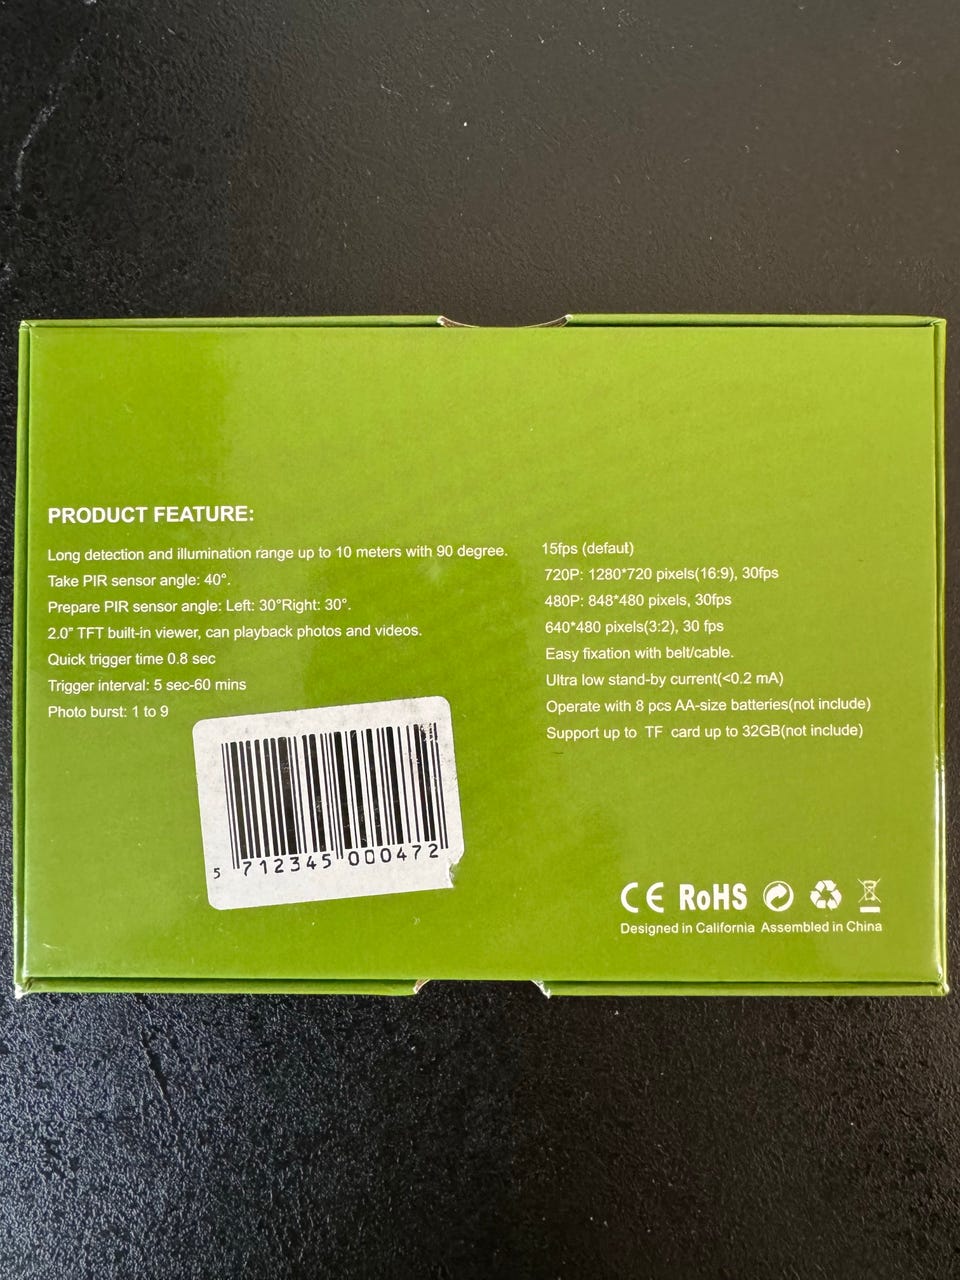 PRODUCT FEATURE:
Long detection and illumination range up to 10 meters with 90 degree.
Take PIR sensor angle: 40°.
Prepare PIR sensor angle: Left: 30°Right: 30°.
2.0" TFT built-in viewer, can playback photos and videos.
Quick trigger time 0.8 sec
Trigger interval: 5 sec-60 mins
Photo burst: 1 to 9
15fps (defaut)
720P: 1280*720 pixels(16:9), 30fps
480P: 848*480 pixels, 30fps
640*480 pixels(3:2), 30 fps
Easy fixation with belt/cable.
Ultra low stand-by current(<0.2 mA)
Operate with 8 pcs AA-size batteries(not include)
Support up to TF card up to 32GB(not include)
5 712345 000472
CE RoHS
Designed in California Assembled in China